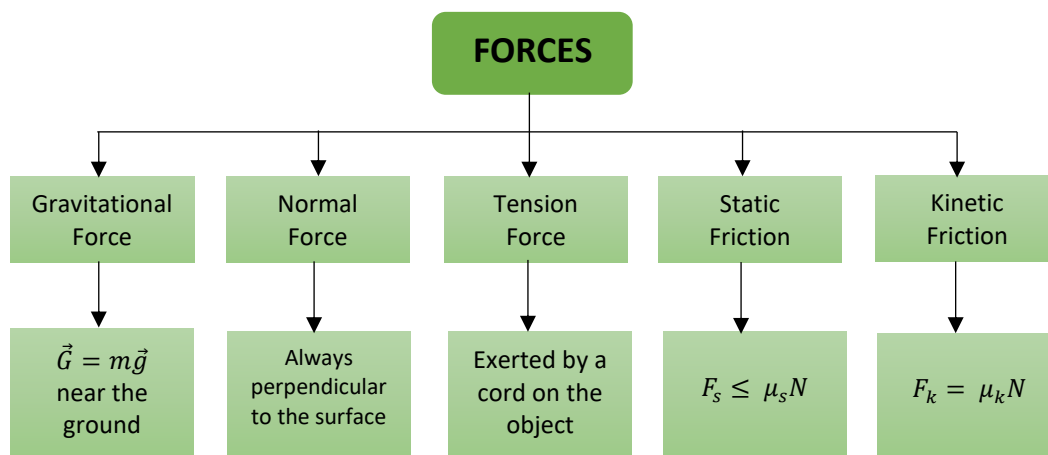 FORCES
Gravitational
Force
Normal
Force
Tension
Force
Static
Friction
Kinetic
Friction
G⃗ = mg⃗
near the
ground
Always
perpendicular
to the surface
Exerted by a
cord on the
object
Fₛ ≤ μₛN
Fₖ = μₖN